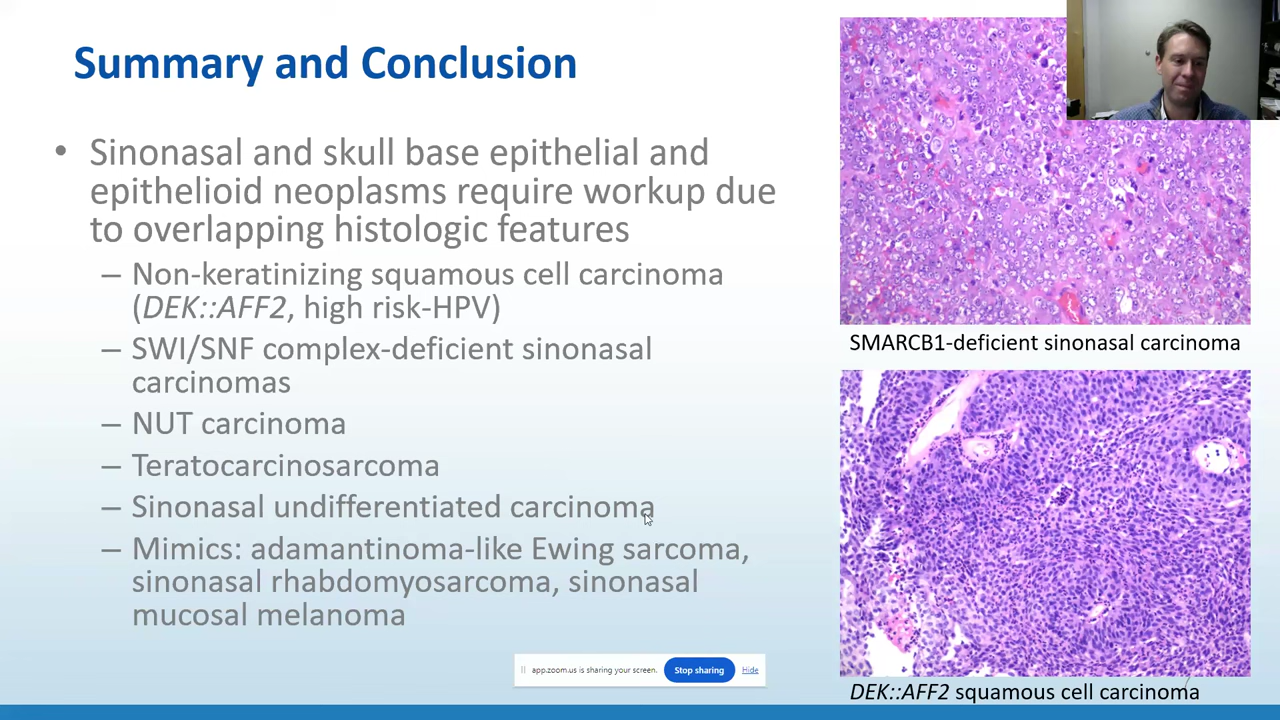 Summary and Conclusion
• Sinonasal and skull base epithelial and
epithelioid neoplasms require workup due
to overlapping histologic features
– Non-keratinizing squamous cell carcinoma
(DEK::AFF2, high risk-HPV)
– SWI/SNF complex-deficient sinonasal
carcinomas
– NUT carcinoma
– Teratocarcinosarcoma
– Sinonasal undifferentiated carcinoma
– Mimics: adamantinoma-like Ewing sarcoma,
sinonasal rhabdomyosarcoma, sinonasal
mucosal melanoma
SMARCB1-deficient sinonasal carcinoma
DEK::AFF2 squamous cell carcinoma
app.zoom.us is sharing your screen. Stop sharing Hide